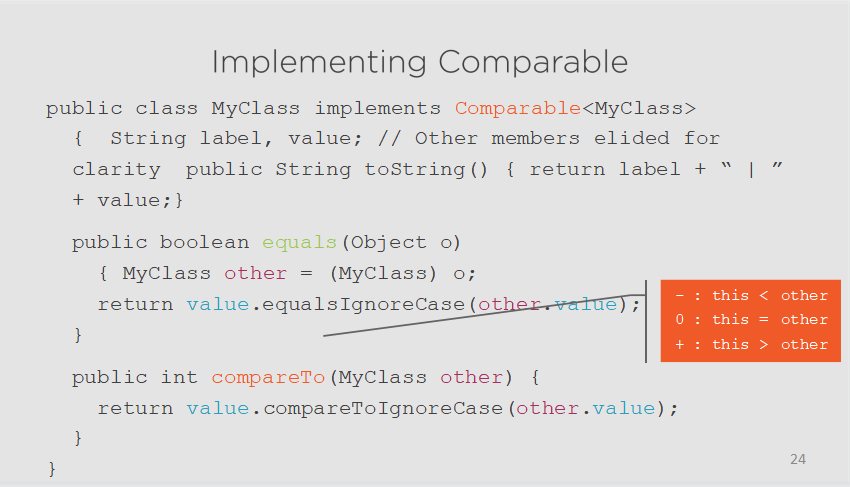 Implementing Comparable
public class MyClass implements Comparable<MyClass>
{  String label, value; // Other members elided for
clarity  public String toString() { return label + “ | ”
+ value;}
public boolean equals(Object o)
{ MyClass other = (MyClass) o;
return value.equalsIgnoreCase(other.value);
}
- : this < other
0 : this = other
+ : this > other
public int compareTo(MyClass other) {
return value.compareToIgnoreCase(other.value);
}
}
24